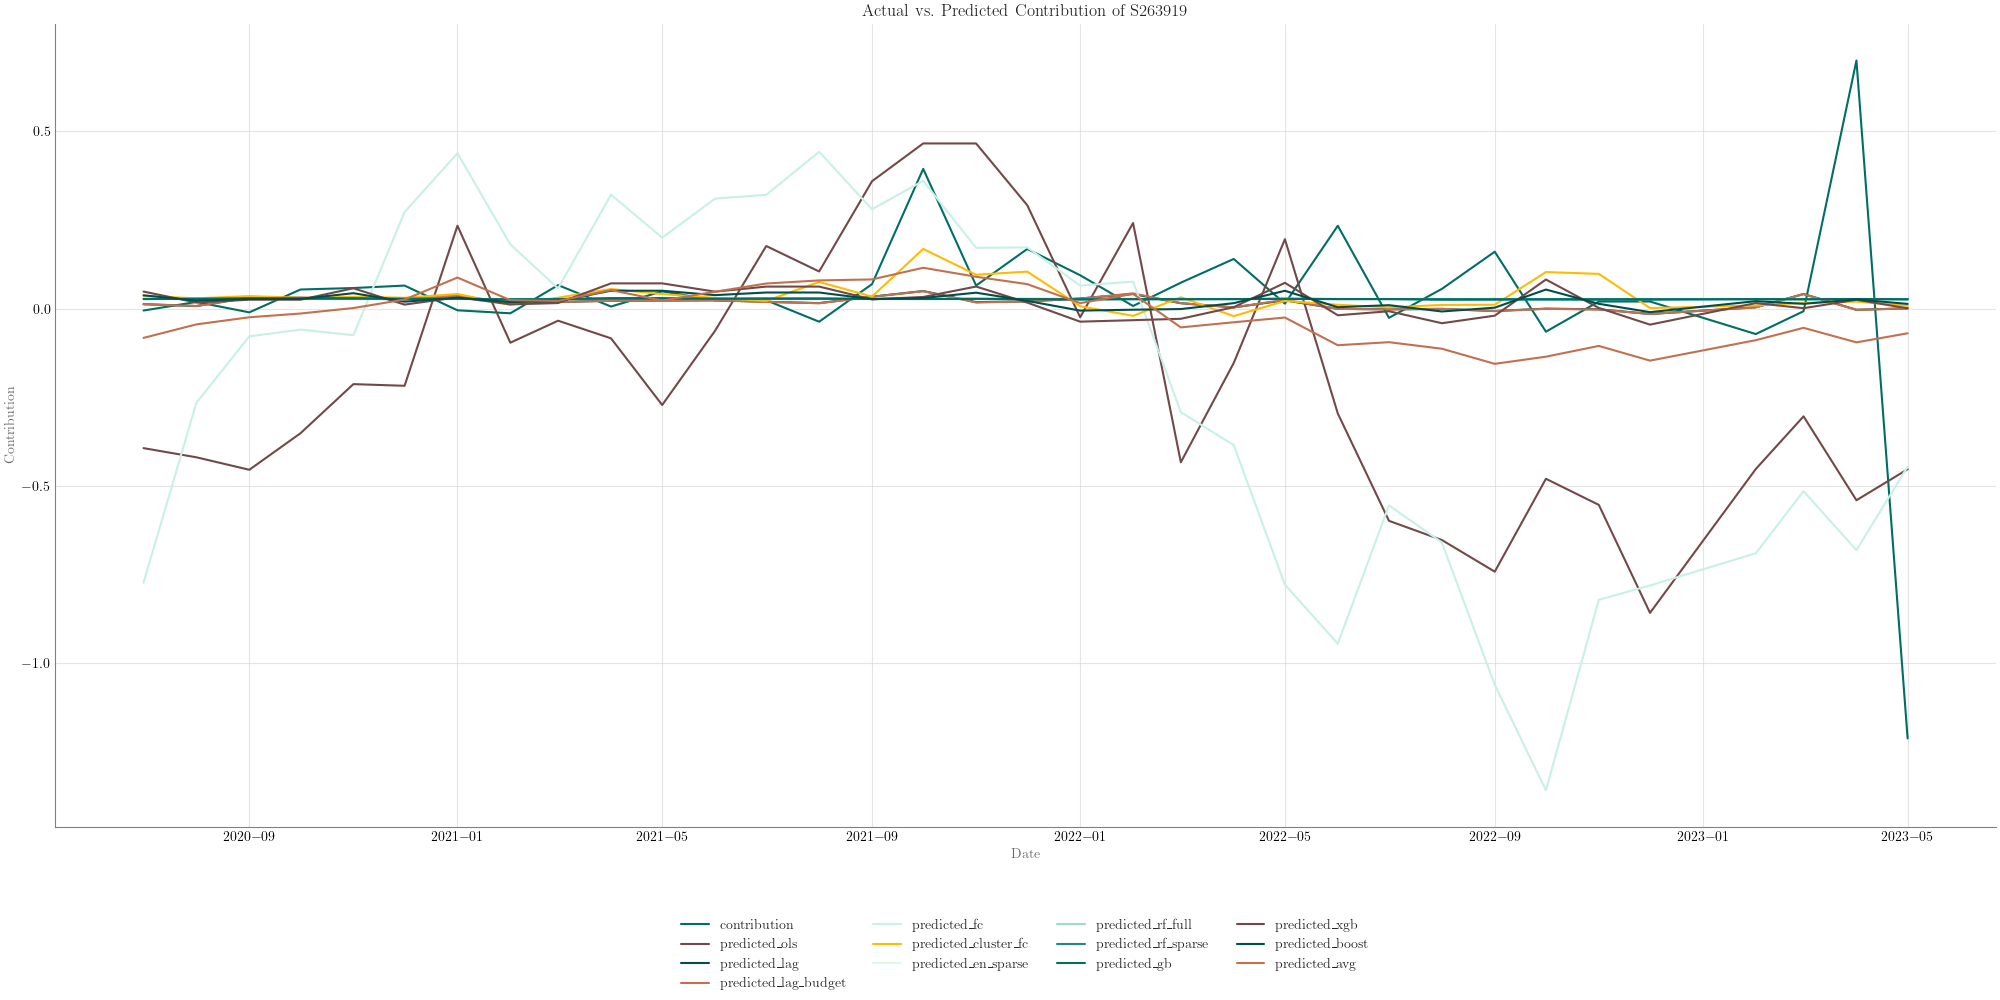 Actual vs. Predicted Contribution of S263919
Contribution
0.5
0.0
−0.5
−1.0
2020−09
2021−01
2021−05
2021−09
2022−01
2022−05
2022−09
2023−01
2023−05
Date
contribution
predicted_ols
predicted_lag
predicted_lag_budget
predicted_fc
predicted_cluster_fc
predicted_en_sparse
predicted_rf_full
predicted_rf_sparse
predicted_gb
predicted_xgb
predicted_boost
predicted_avg